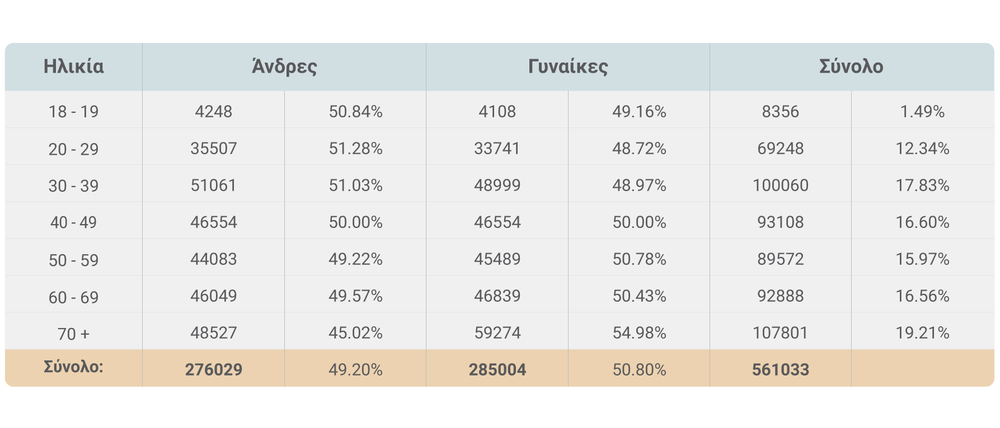 Ηλικία Άνδρες Γυναίκες Σύνολο
18 - 19 4248 50.84% 4108 49.16% 8356 1.49%
20 - 29 35507 51.28% 33741 48.72% 69248 12.34%
30 - 39 51061 51.03% 48999 48.97% 100060 17.83%
40 - 49 46554 50.00% 46554 50.00% 93108 16.60%
50 - 59 44083 49.22% 45489 50.78% 89572 15.97%
60 - 69 46049 49.57% 46839 50.43% 92888 16.56%
70 + 48527 45.02% 59274 54.98% 107801 19.21%
Σύνολο: 276029 49.20% 285004 50.80% 561033